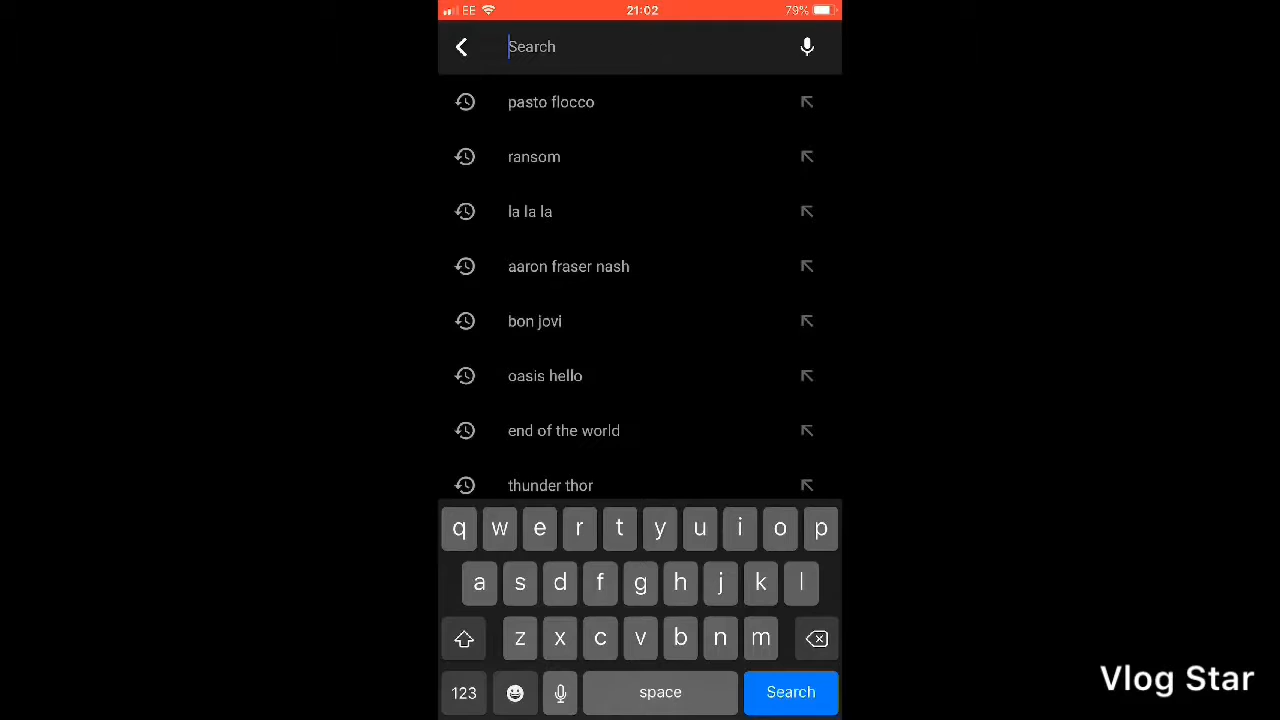 EE 21:02 79%
Search
pasto flocco
ransom
la la la
aaron fraser nash
bon jovi
oasis hello
end of the world
thunder thor
q w e r t y u i o p
a s d f g h j k l
z x c v b n m
123 space Search
Vlog Star